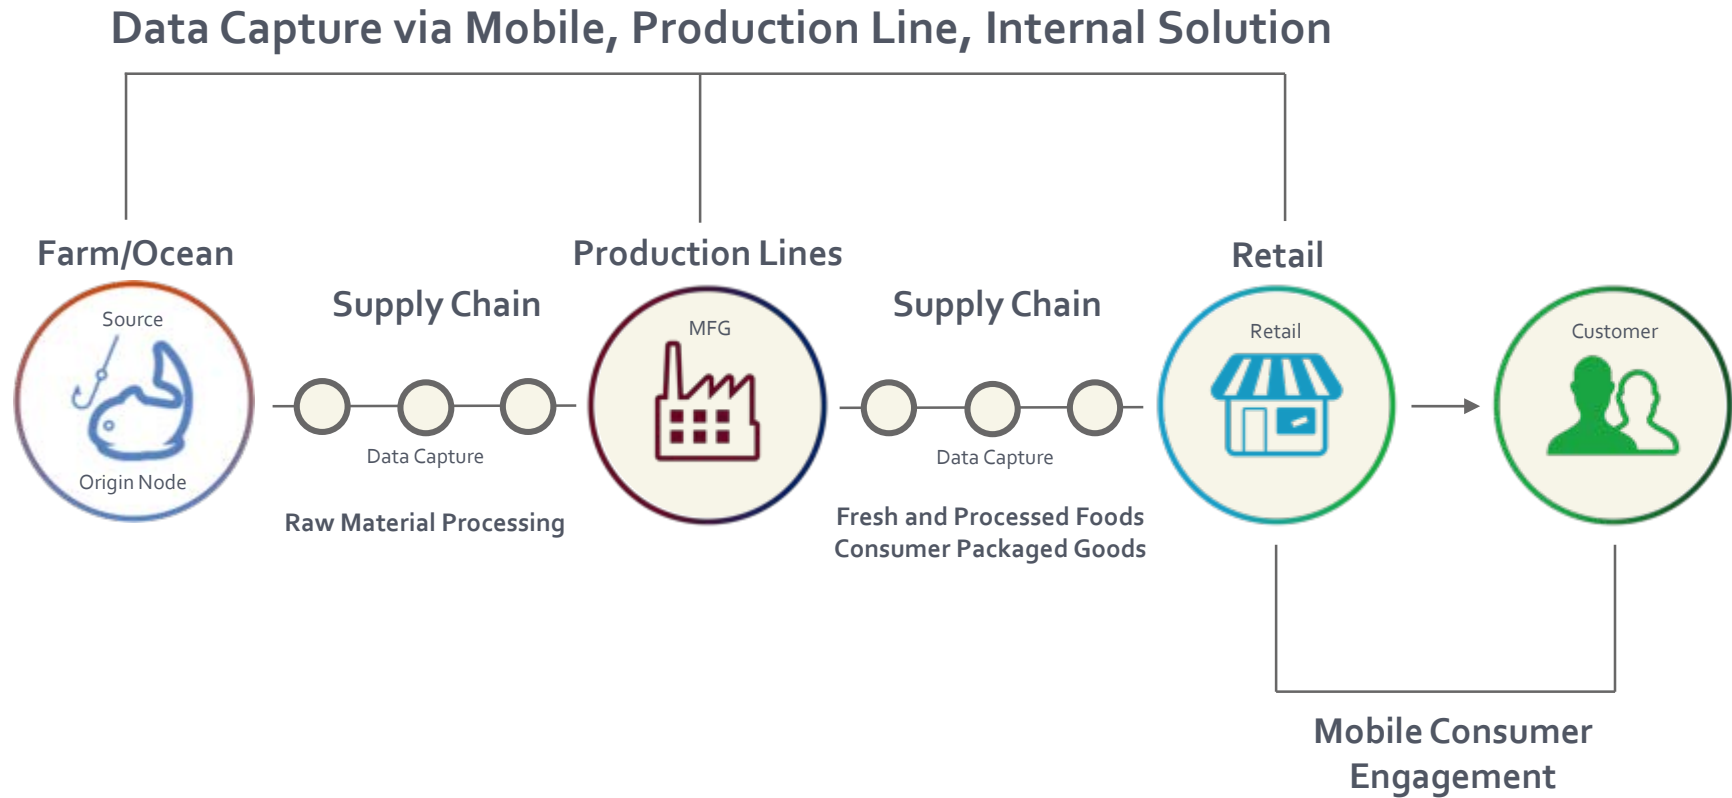 Data Capture via Mobile, Production Line, Internal Solution
Farm/Ocean
Source
Origin Node
Supply Chain
Data Capture
Raw Material Processing
Production Lines
MFG
Supply Chain
Data Capture
Fresh and Processed Foods
Consumer Packaged Goods
Retail
Retail
Customer
Mobile Consumer
Engagement